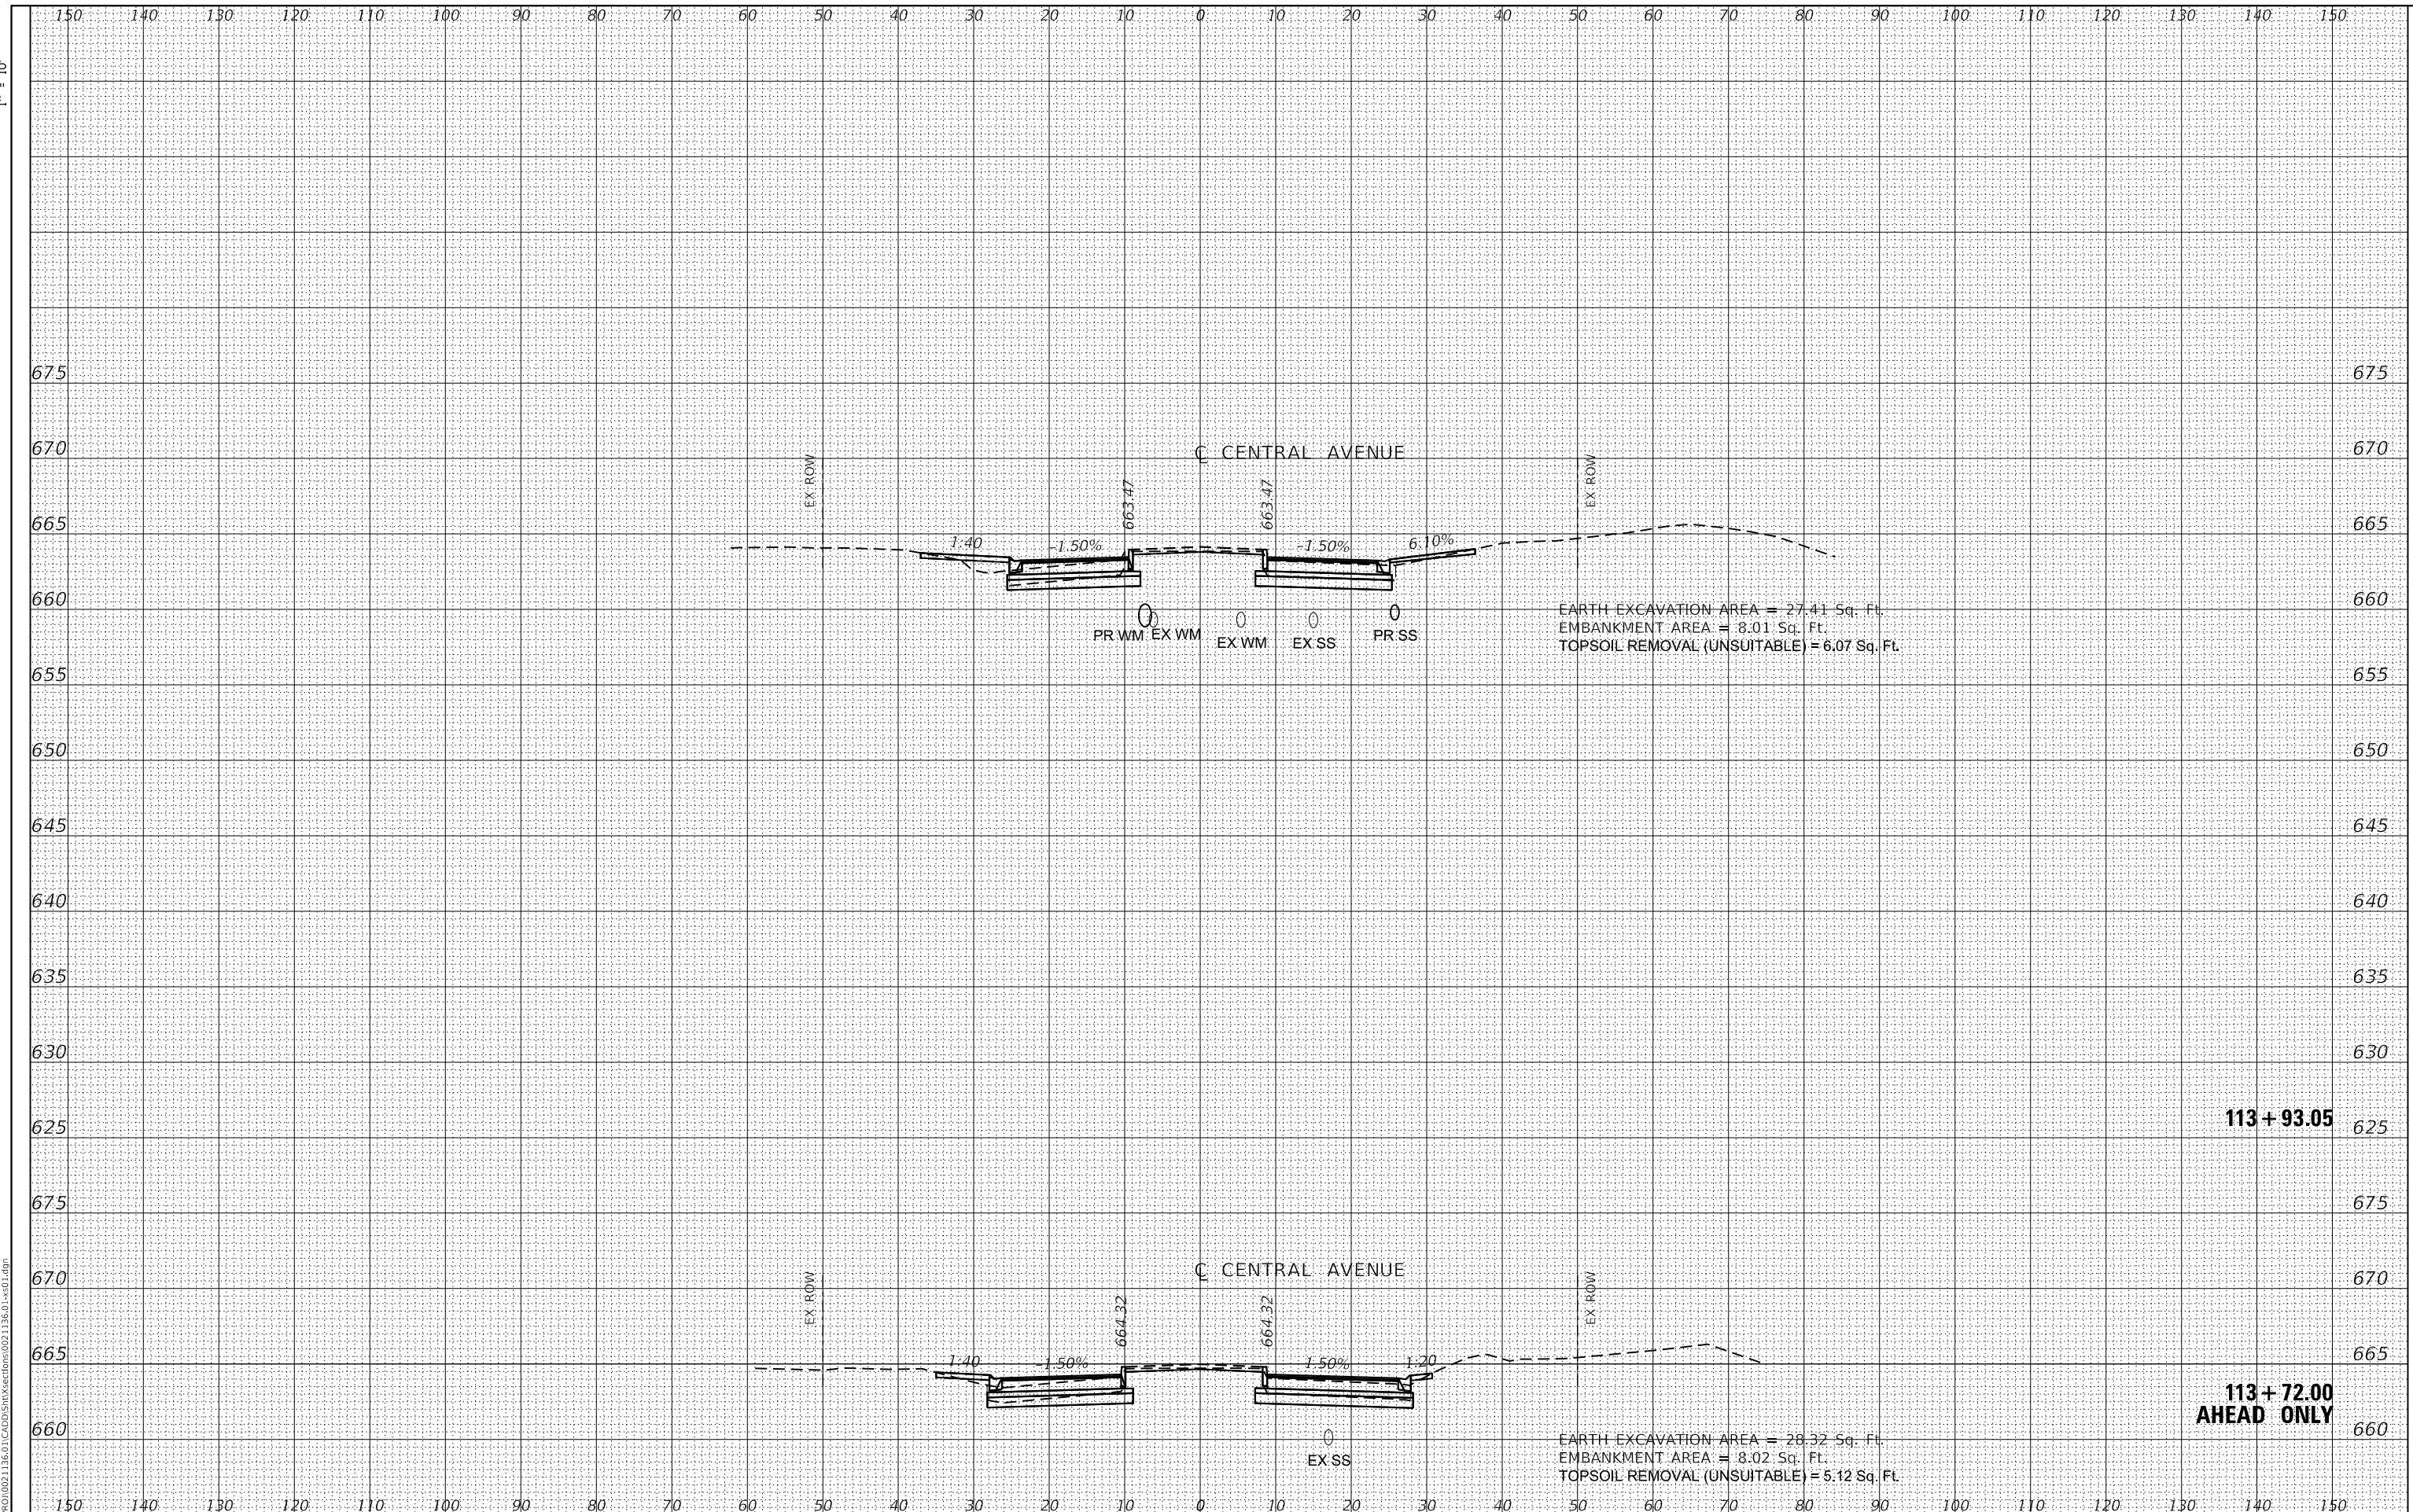 150 140 130 120 110 100 90 80 70 60 50 40 30 20 10 0 10 20 30 40 50 60 70 80 90 100 110 120 130 140 150
675 675
670 670
℄ CENTRAL AVENUE
EX ROW EX ROW
663.47 663.47
665 665
1:40 -1.50% -1.50% 6.10%
660 660
EARTH EXCAVATION AREA = 27.41 Sq. Ft.
EMBANKMENT AREA = 8.01 Sq. Ft.
TOPSOIL REMOVAL (UNSUITABLE) = 6.07 Sq. Ft.
PR WM EX WM EX WM EX SS PR SS
655 655
650 650
645 645
640 640
635 635
630 630
113+93.05
625 625
675 675
670 670
℄ CENTRAL AVENUE
EX ROW EX ROW
664.32 664.32
665 665
1:40 -1.50% 1.50% 1:20
113+72.00
AHEAD ONLY
660 660
EARTH EXCAVATION AREA = 28.32 Sq. Ft.
EMBANKMENT AREA = 8.02 Sq. Ft.
TOPSOIL REMOVAL (UNSUITABLE) = 5.12 Sq. Ft.
EX SS
150 140 130 120 110 100 90 80 70 60 50 40 30 20 10 0 10 20 30 40 50 60 70 80 90 100 110 120 130 140 150